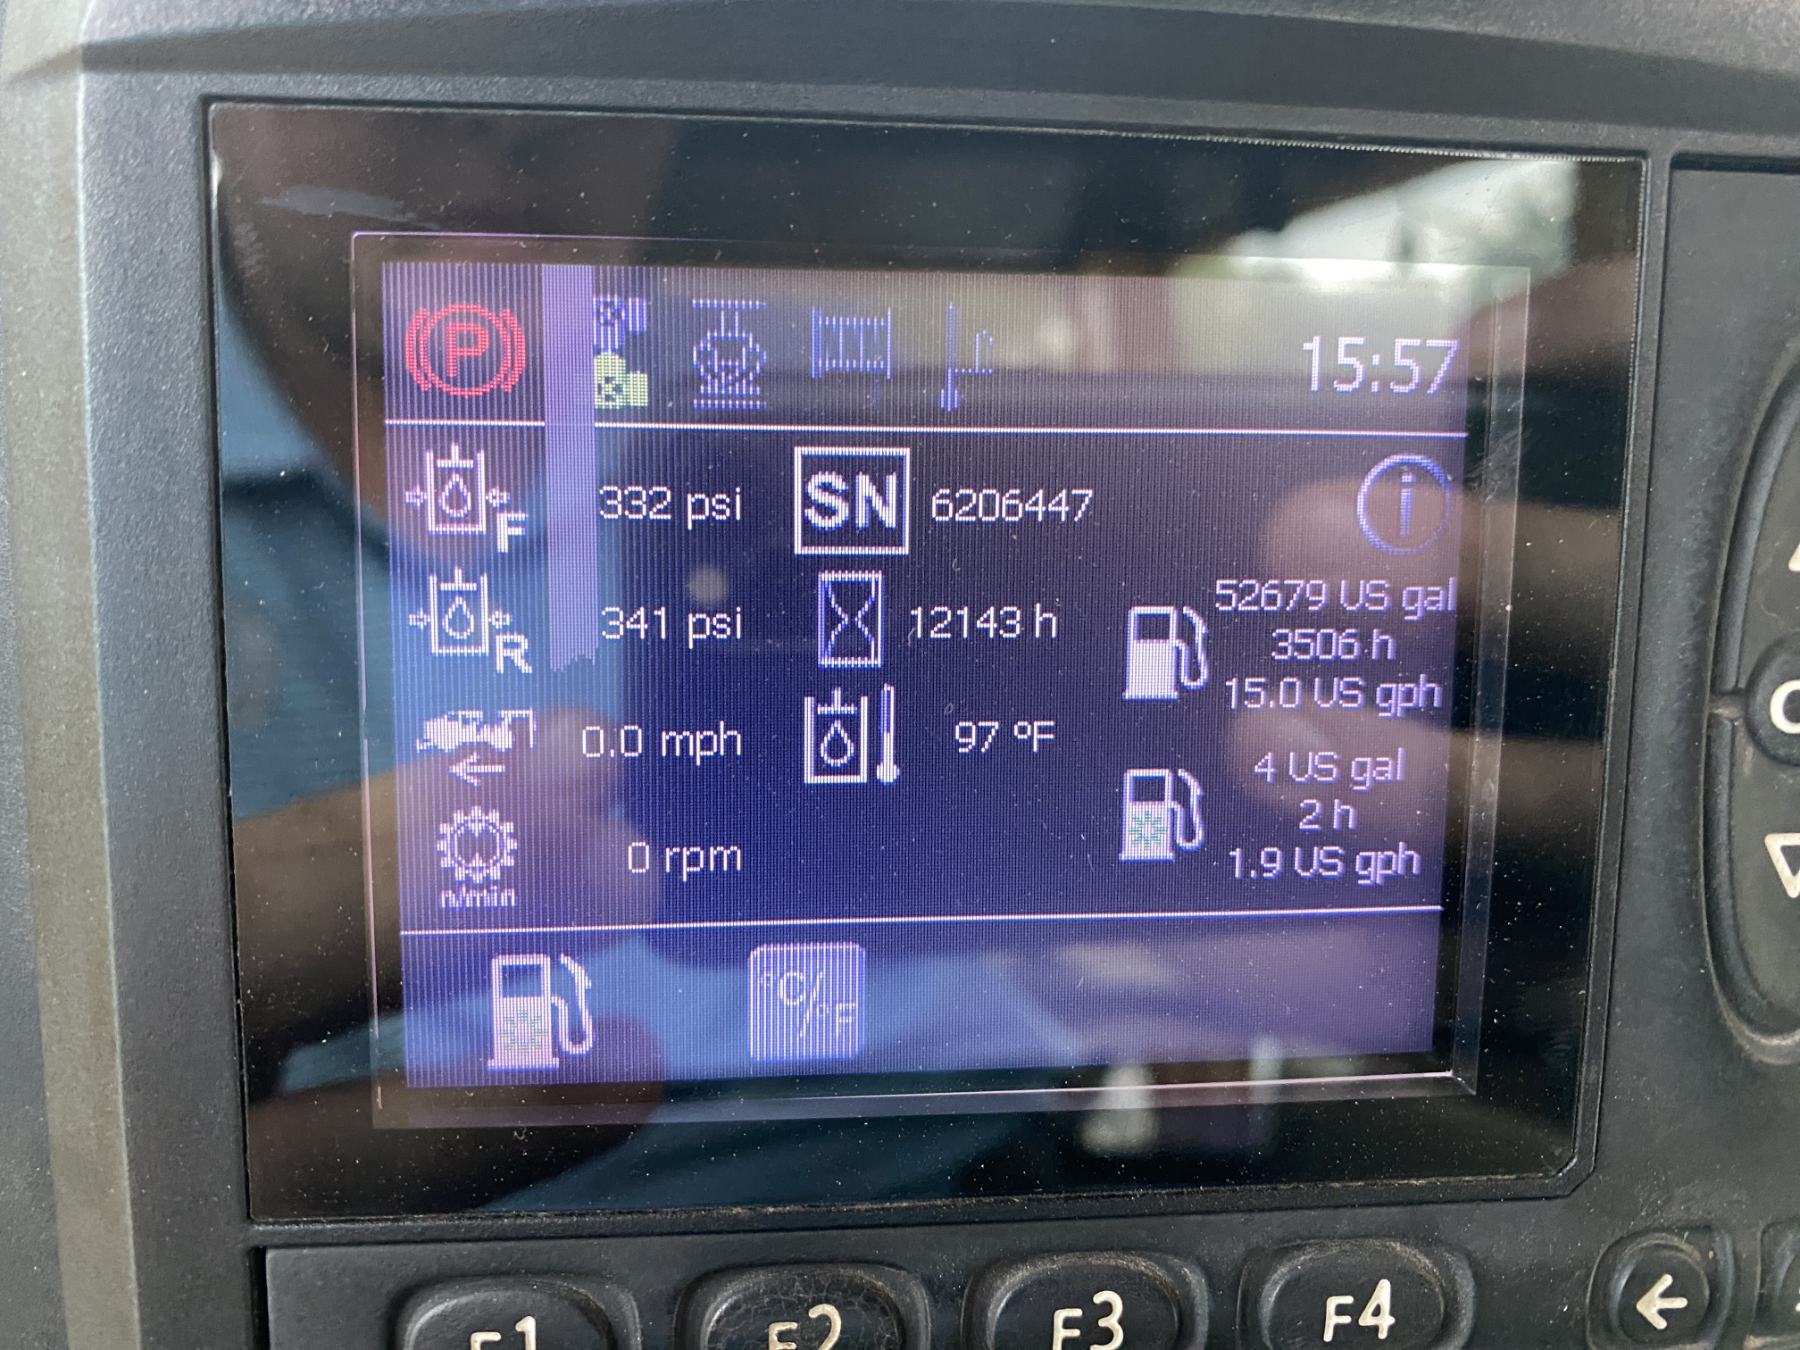 P
15:57
F
332 psi
SN
6206447
i
R
341 psi
12143 h
52679 US gal
3506 h
15.0 US gph
0.0 mph
97 ºF
4 US gal
2 h
1.9 US gph
n/min
0 rpm
°C/°F
F1
F2
F3
F4